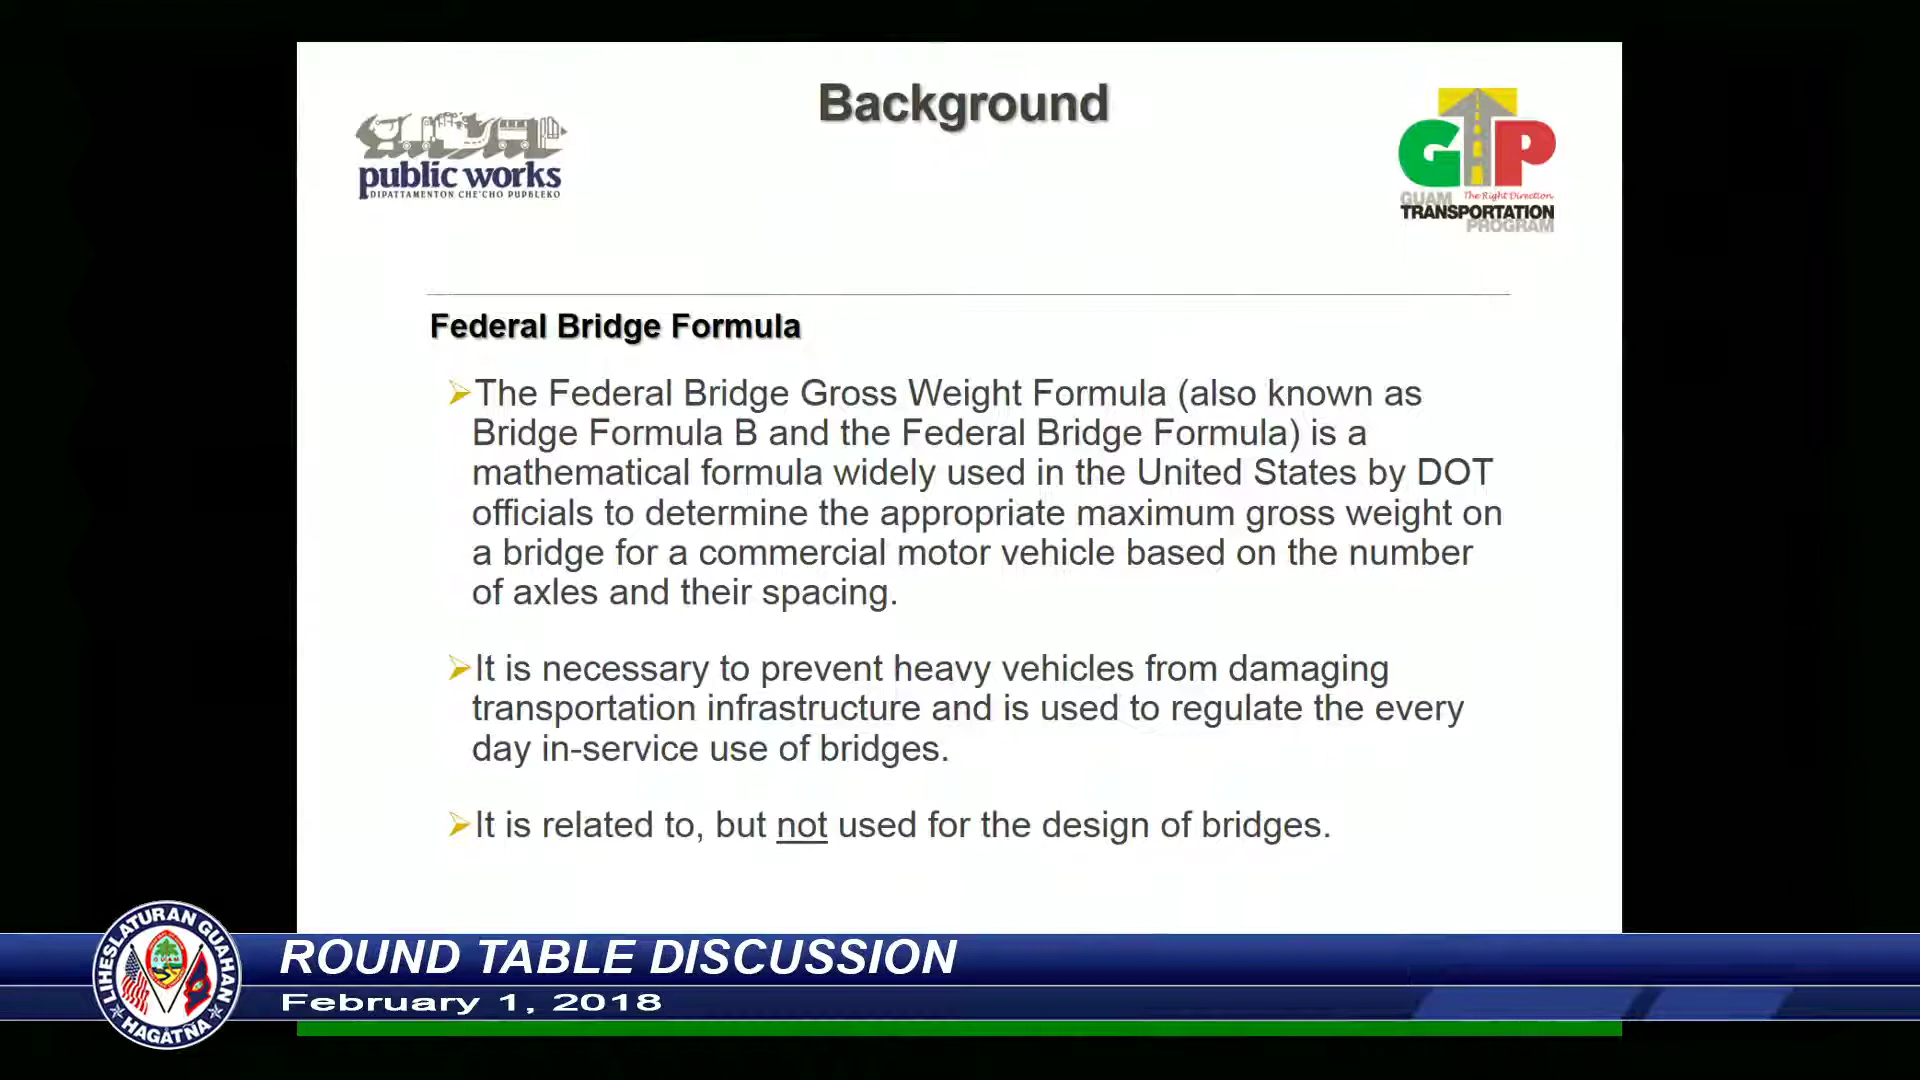 Background
public works
DIPATTAMENTON CHE'CHO PUPBLEKO
GTP
The Right Direction
GUAM
TRANSPORTATION
PROGRAM
Federal Bridge Formula
The Federal Bridge Gross Weight Formula (also known as
Bridge Formula B and the Federal Bridge Formula) is a
mathematical formula widely used in the United States by DOT
officials to determine the appropriate maximum gross weight on
a bridge for a commercial motor vehicle based on the number
of axles and their spacing.
It is necessary to prevent heavy vehicles from damaging
transportation infrastructure and is used to regulate the every
day in-service use of bridges.
It is related to, but not used for the design of bridges.
LIHESLATURAN GUAHAN
HAGÅTÑA
ROUND TABLE DISCUSSION
February 1, 2018